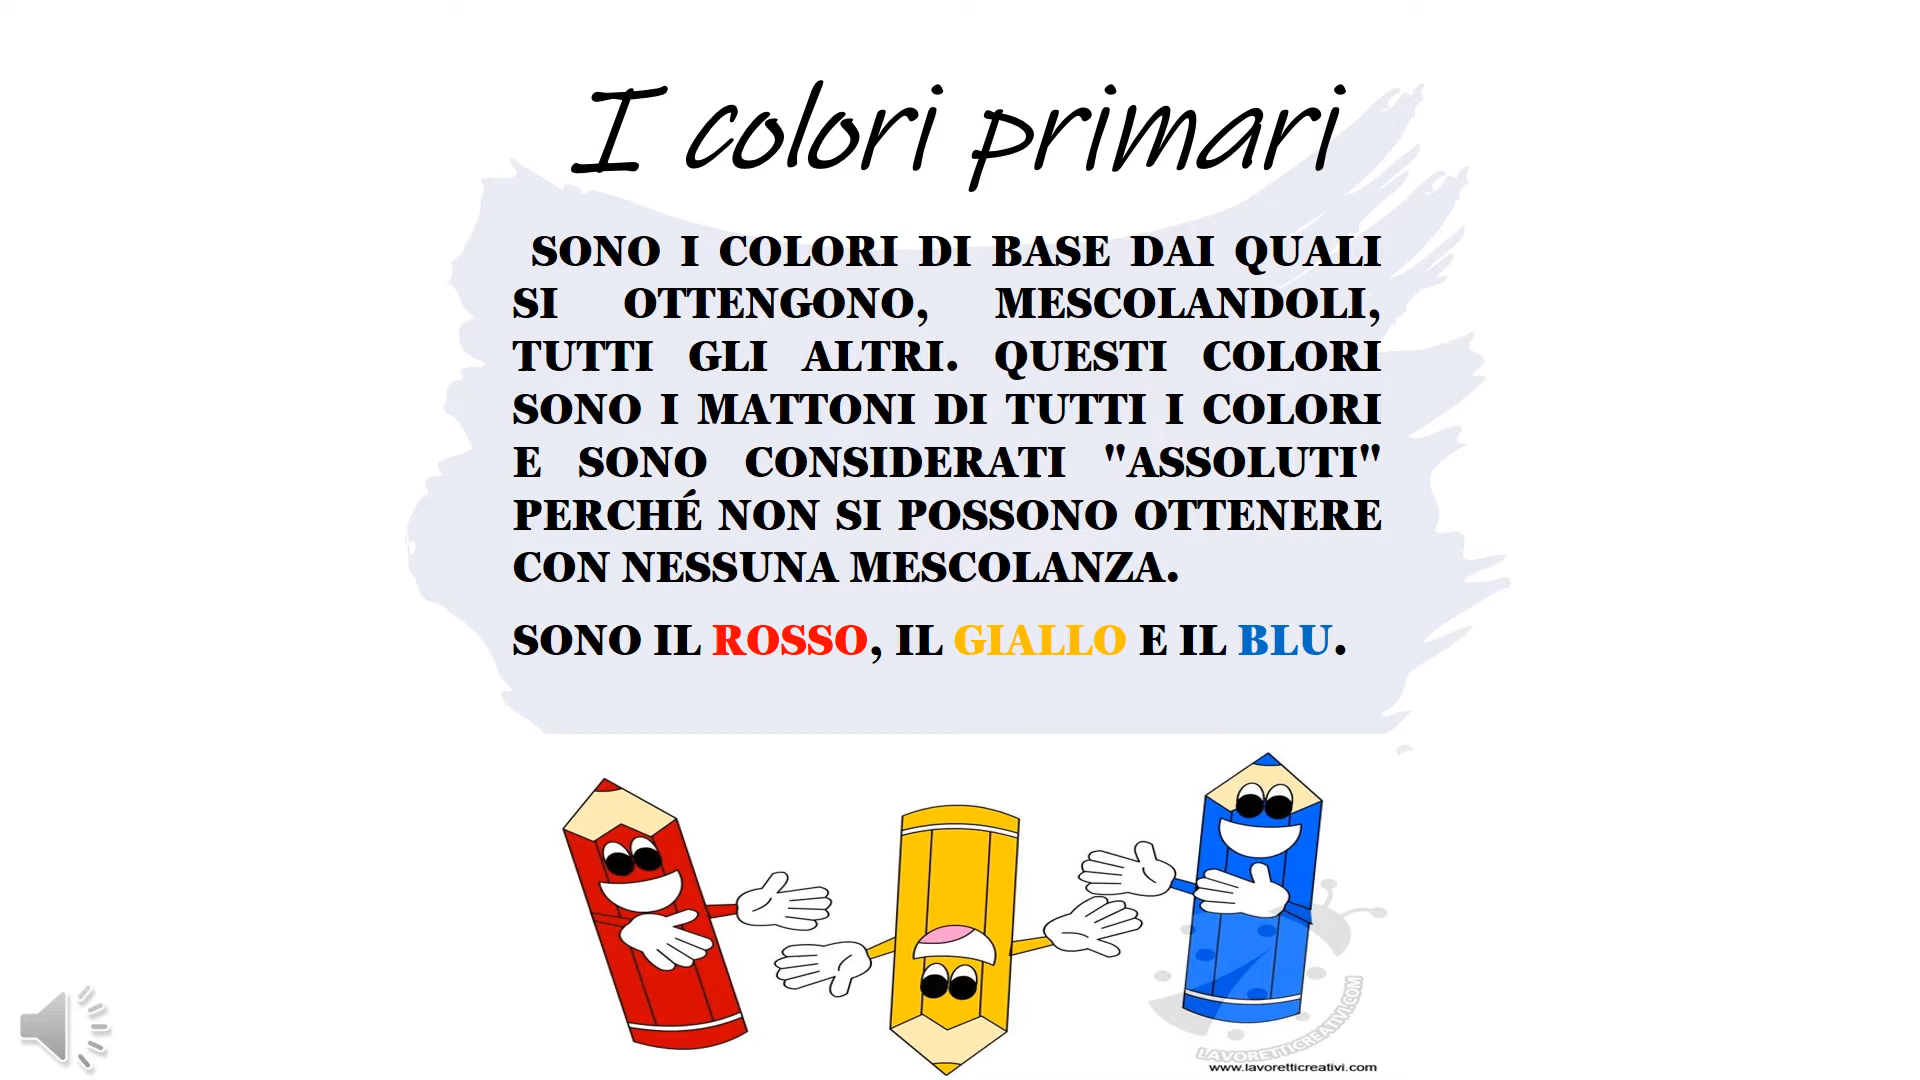 I colori primari
SONO I COLORI DI BASE DAI QUALI
SI OTTENGONO, MESCOLANDOLI,
TUTTI GLI ALTRI. QUESTI COLORI
SONO I MATTONI DI TUTTI I COLORI
E SONO CONSIDERATI "ASSOLUTI"
PERCHÉ NON SI POSSONO OTTENERE
CON NESSUNA MESCOLANZA.
SONO IL ROSSO, IL GIALLO E IL BLU.
LAVORETTICREATIVI.COM
www.lavoretticreativi.com